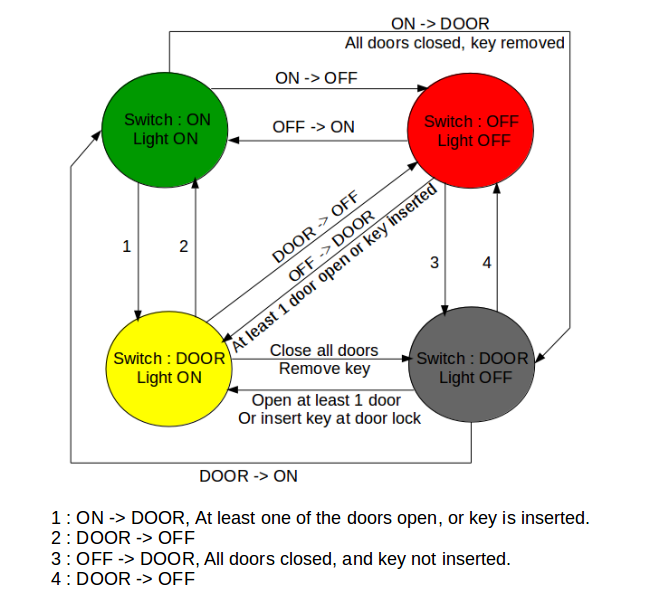 ON -> DOOR
All doors closed, key removed
ON -> OFF
Switch : ON
Light ON
Switch : OFF
Light OFF
OFF -> ON
DOOR -> OFF
OFF -> DOOR
At least 1 door open or key inserted
1
2
3
4
Switch : DOOR
Light ON
Close all doors
Remove key
Switch : DOOR
Light OFF
Open at least 1 door
Or insert key at door lock
DOOR -> ON
1 : ON -> DOOR, At least one of the doors open, or key is inserted.
2 : DOOR -> OFF
3 : OFF -> DOOR, All doors closed, and key not inserted.
4 : DOOR -> OFF